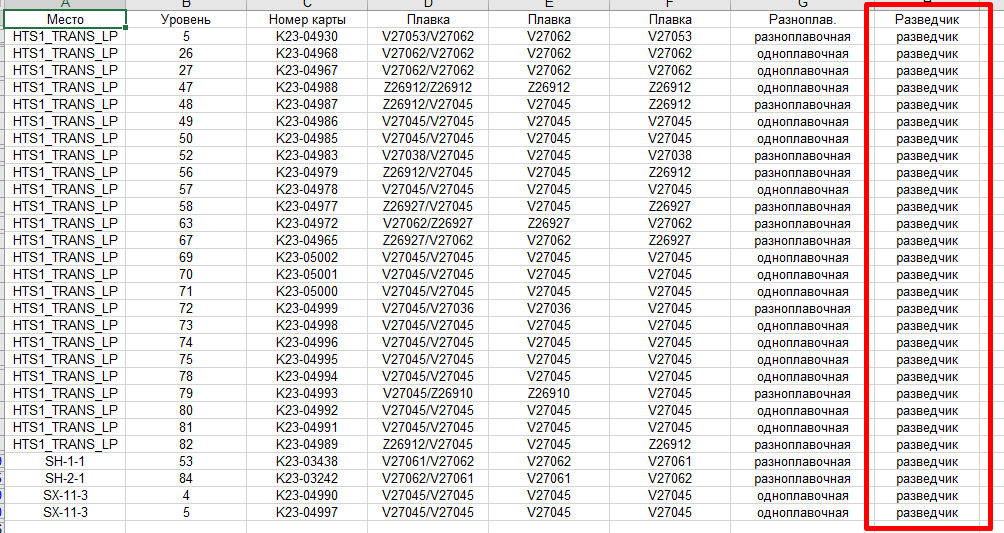 A B C D E F G H
Место Уровень Номер карты Плавка Плавка Плавка Разноплав. Разведчик
HTS1_TRANS_LP 5 K23-04930 V27053/V27062 V27062 V27053 разноплавочная разведчик
HTS1_TRANS_LP 26 K23-04968 V27062/V27062 V27062 V27062 одноплавочная разведчик
HTS1_TRANS_LP 27 K23-04967 V27062/V27062 V27062 V27062 одноплавочная разведчик
HTS1_TRANS_LP 47 K23-04988 Z26912/Z26912 Z26912 Z26912 одноплавочная разведчик
HTS1_TRANS_LP 48 K23-04987 Z26912/V27045 V27045 Z26912 разноплавочная разведчик
HTS1_TRANS_LP 49 K23-04986 V27045/V27045 V27045 V27045 одноплавочная разведчик
HTS1_TRANS_LP 50 K23-04985 V27045/V27045 V27045 V27045 одноплавочная разведчик
HTS1_TRANS_LP 52 K23-04983 V27038/V27045 V27045 V27038 разноплавочная разведчик
HTS1_TRANS_LP 56 K23-04979 Z26912/V27045 V27045 Z26912 разноплавочная разведчик
HTS1_TRANS_LP 57 K23-04978 V27045/V27045 V27045 V27045 одноплавочная разведчик
HTS1_TRANS_LP 58 K23-04977 Z26927/V27045 V27045 Z26927 разноплавочная разведчик
HTS1_TRANS_LP 63 K23-04972 V27062/Z26927 Z26927 V27062 разноплавочная разведчик
HTS1_TRANS_LP 67 K23-04965 Z26927/V27062 V27062 Z26927 разноплавочная разведчик
HTS1_TRANS_LP 69 K23-05002 V27045/V27045 V27045 V27045 одноплавочная разведчик
HTS1_TRANS_LP 70 K23-05001 V27045/V27045 V27045 V27045 одноплавочная разведчик
HTS1_TRANS_LP 71 K23-05000 V27045/V27045 V27045 V27045 одноплавочная разведчик
HTS1_TRANS_LP 72 K23-04999 V27045/V27036 V27036 V27045 разноплавочная разведчик
HTS1_TRANS_LP 73 K23-04998 V27045/V27045 V27045 V27045 одноплавочная разведчик
HTS1_TRANS_LP 74 K23-04996 V27045/V27045 V27045 V27045 одноплавочная разведчик
HTS1_TRANS_LP 75 K23-04995 V27045/V27045 V27045 V27045 одноплавочная разведчик
HTS1_TRANS_LP 78 K23-04994 V27045/V27045 V27045 V27045 одноплавочная разведчик
HTS1_TRANS_LP 79 K23-04993 V27045/Z26910 Z26910 V27045 разноплавочная разведчик
HTS1_TRANS_LP 80 K23-04992 V27045/V27045 V27045 V27045 одноплавочная разведчик
HTS1_TRANS_LP 81 K23-04991 V27045/V27045 V27045 V27045 одноплавочная разведчик
HTS1_TRANS_LP 82 K23-04989 Z26912/V27045 V27045 Z26912 разноплавочная разведчик
SH-1-1 53 K23-03438 V27061/V27062 V27062 V27061 разноплавочная разведчик
SH-2-1 84 K23-03242 V27062/V27061 V27061 V27062 разноплавочная разведчик
SX-11-3 4 K23-04990 V27045/V27045 V27045 V27045 одноплавочная разведчик
SX-11-3 5 K23-04997 V27045/V27045 V27045 V27045 одноплавочная разведчик